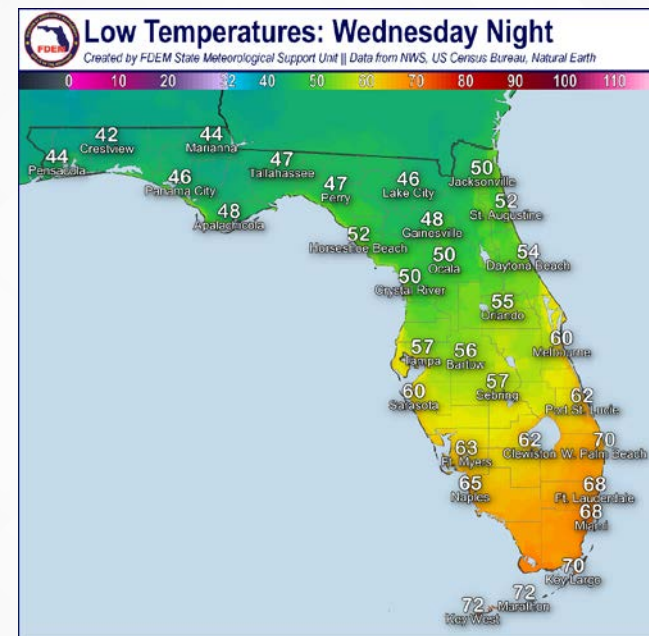 FDEM
Low Temperatures: Wednesday Night
Created by FDEM State Meteorological Support Unit || Data from NWS, US Census Bureau, Natural Earth
0 10 20 32 40 50 60 70 80 90 100 110
42
Crestview
44
Marianna
44
Pensacola
47
Tallahassee
46
Panama City
47
Perry
46
Lake City
50
Jacksonville
48
Apalachicola
52
St. Augustine
48
Gainesville
52
Horseshoe Beach
50
Ocala
54
Daytona Beach
50
Crystal River
55
Orlando
60
Melbourne
57
Tampa
56
Bartow
57
Sebring
60
Sarasota
62
Port St. Lucie
63
Ft. Myers
62
Clewiston
70
W. Palm Beach
65
Naples
68
Ft. Lauderdale
68
Miami
70
Key Largo
72
Marathon
72
Key West